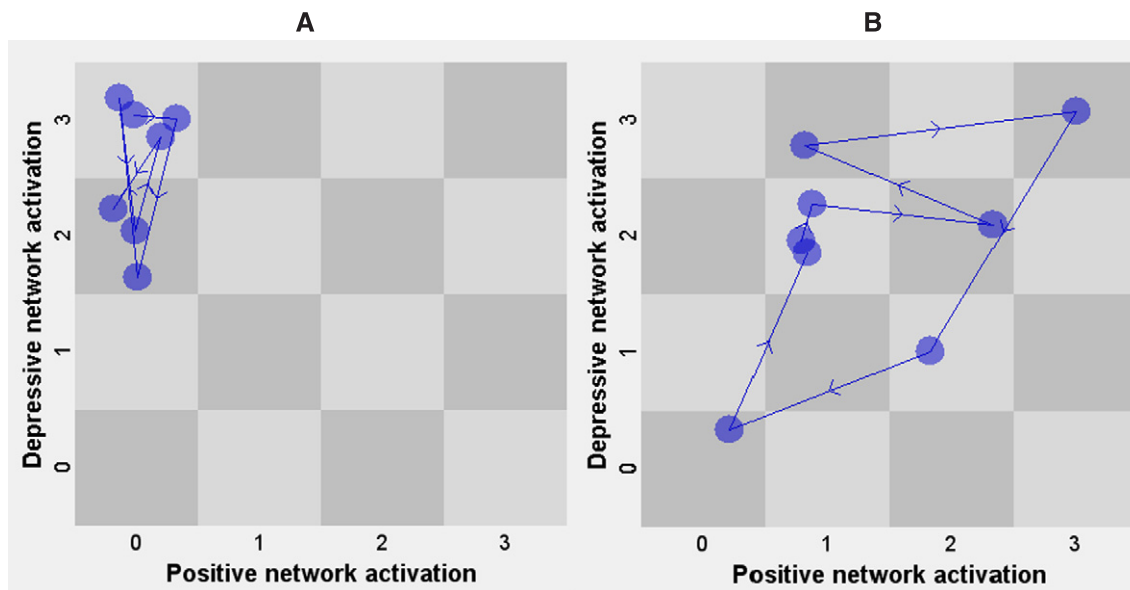 A
B
Depressive network activation
3
2
1
0
0 1 2 3
Positive network activation
Depressive network activation
3
2
1
0
0 1 2 3
Positive network activation